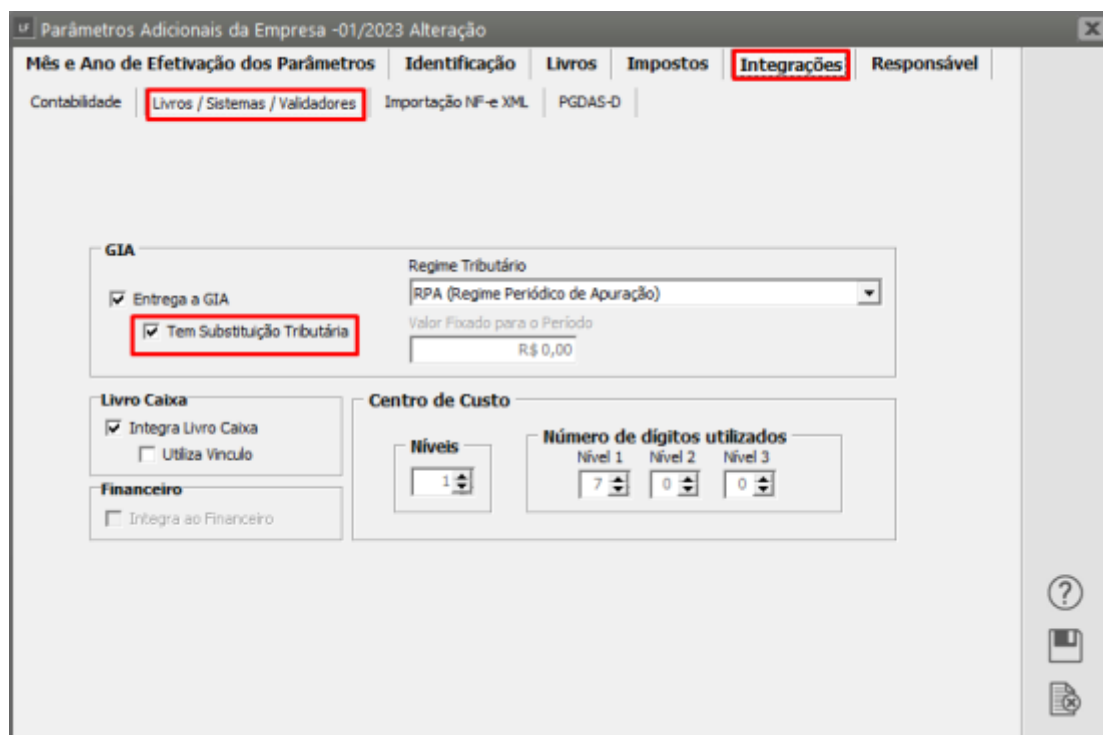 LF Parâmetros Adicionais da Empresa -01/2023 Alteração
Mês e Ano de Efetivação dos Parâmetros Identificação Livros Impostos Integrações Responsável
Contabilidade Livros / Sistemas / Validadores Importação NF-e XML PGDAS-D
GIA
Regime Tributário
Entrega a GIA RPA (Regime Periódico de Apuração)
Tem Substituição Tributária Valor Fixado para o Período
R$ 0,00
Livro Caixa Centro de Custo
Integra Livro Caixa
Utiliza Vinculo
Níveis Número de dígitos utilizados
Nível 1 Nível 2 Nível 3
1 7 0 0
Financeiro
Integra ao Financeiro